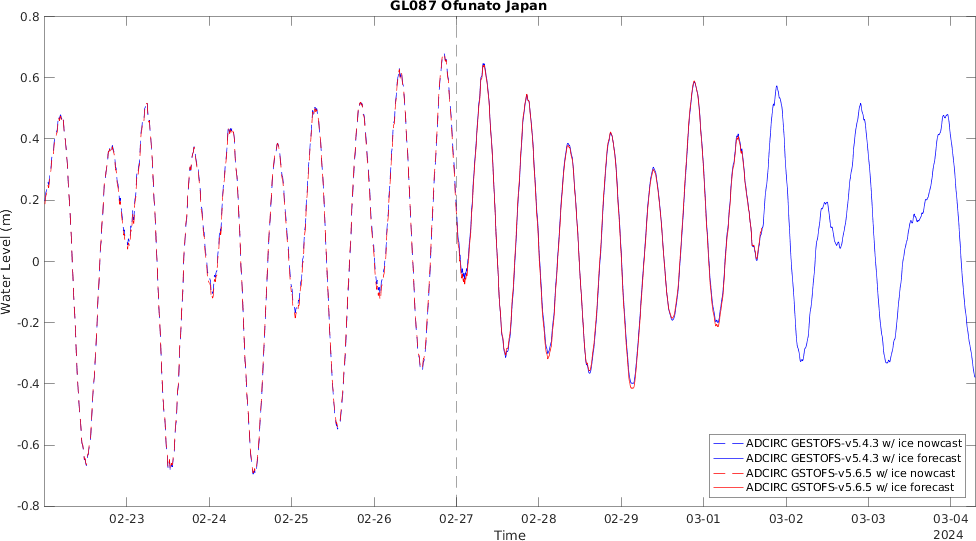 GL087 Ofunato Japan
0.8
0.6
0.4
0.2
0
-0.2
-0.4
-0.6
-0.8
Water Level (m)
02-23 02-24 02-25 02-26 02-27 02-28 02-29 03-01 03-02 03-03 03-04
Time
2024
ADCIRC GESTOFS-v5.4.3 w/ ice nowcast
ADCIRC GESTOFS-v5.4.3 w/ ice forecast
ADCIRC GSTOFS-v5.6.5 w/ ice nowcast
ADCIRC GSTOFS-v5.6.5 w/ ice forecast